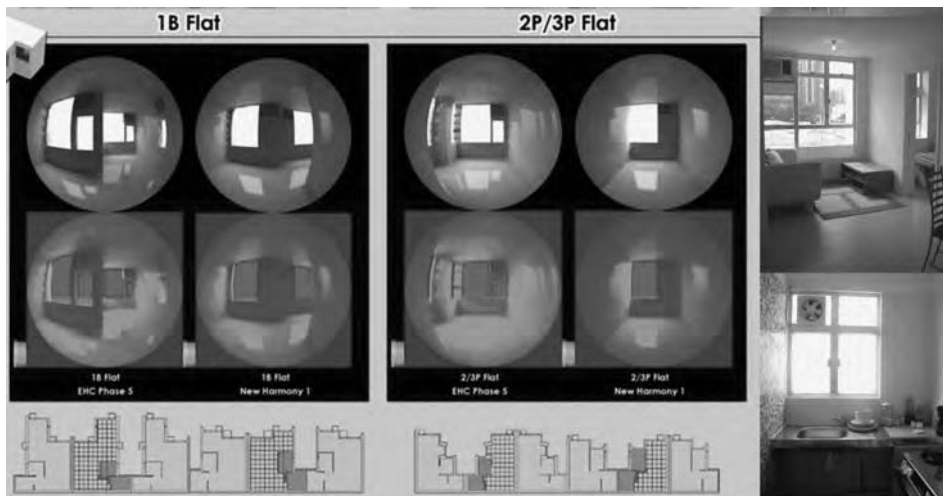 1B Flat
2P/3P Flat
1B Flat
EHC Phase 5
1B Flat
New Harmony 1
2/3P Flat
EHC Phase 5
2/3P Flat
New Harmony 1